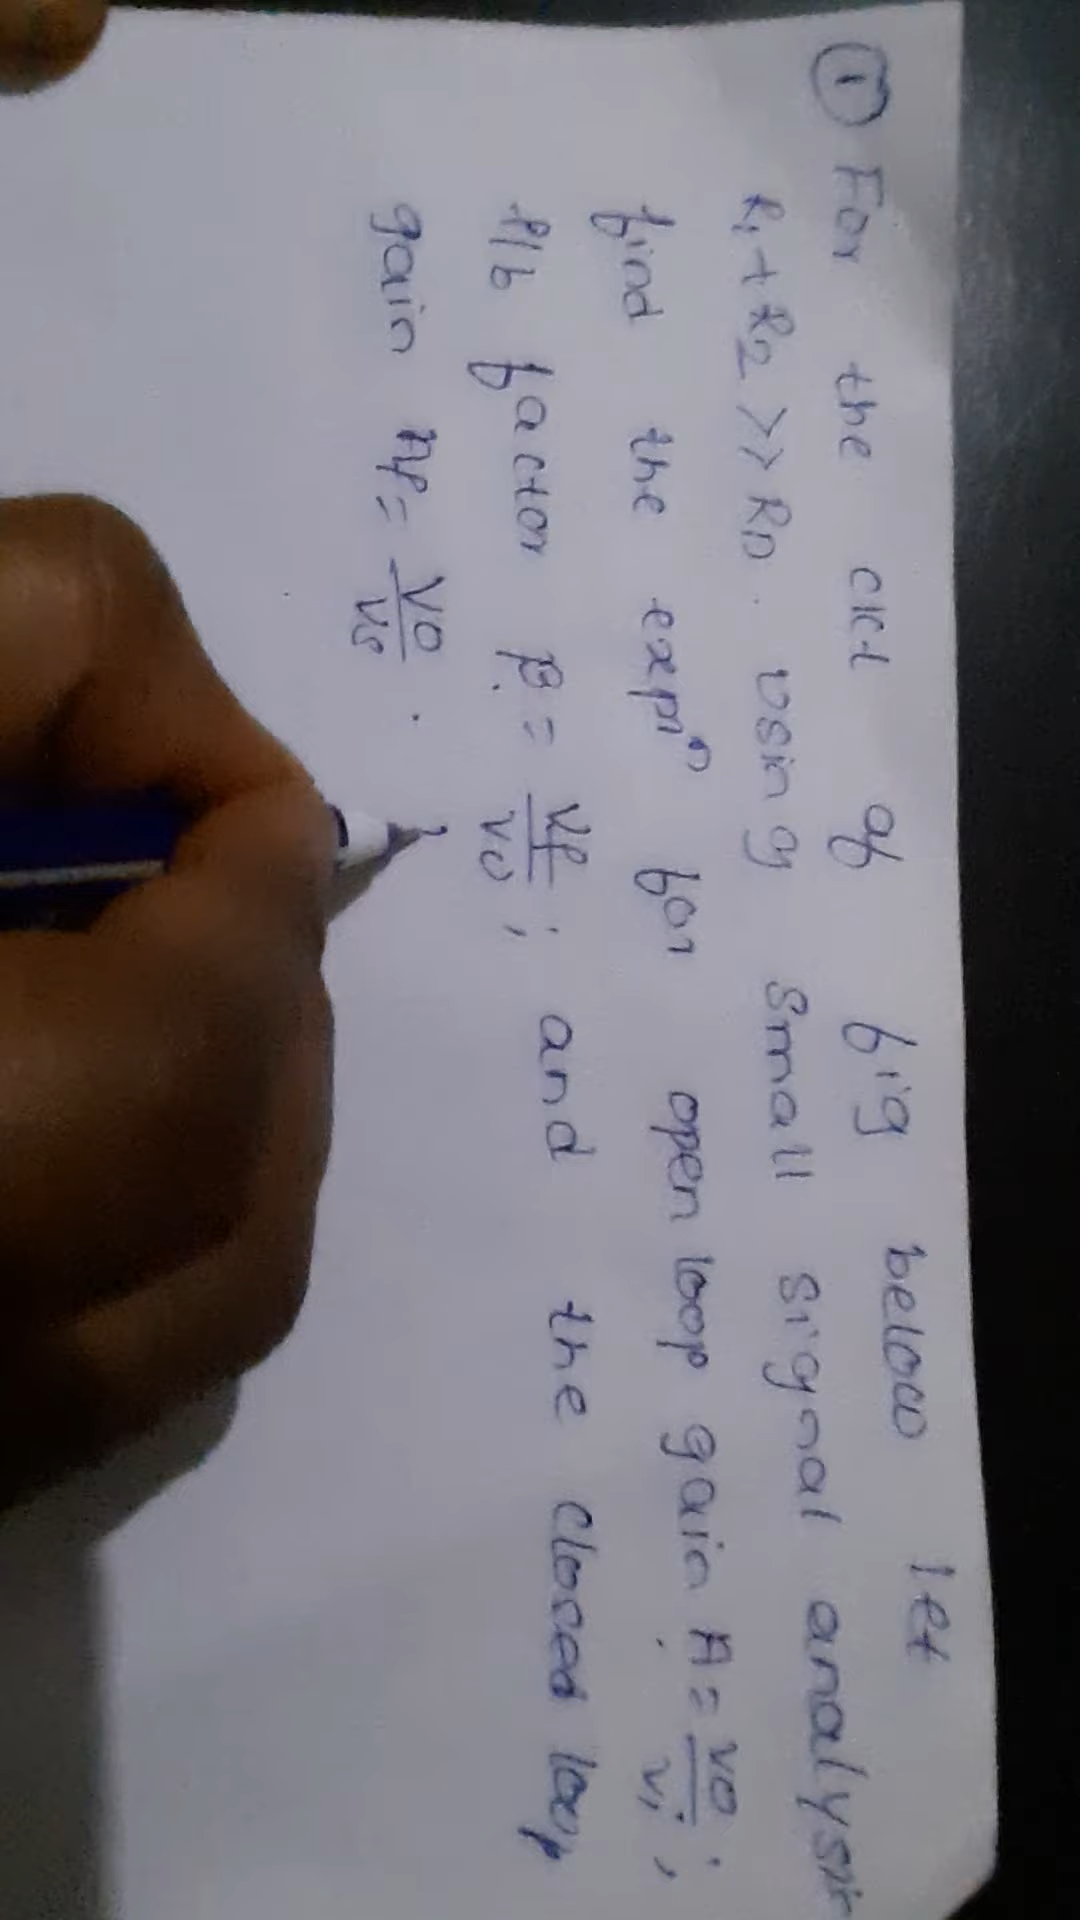 ① For the ckt of fig below let
R1 + R2 >> RD. using small signal analysis
find the expnⁿ for open loop gain A = vo/vi;
f/b factor β = vf/vo; and the closed loop
gain Af = vo/vs.